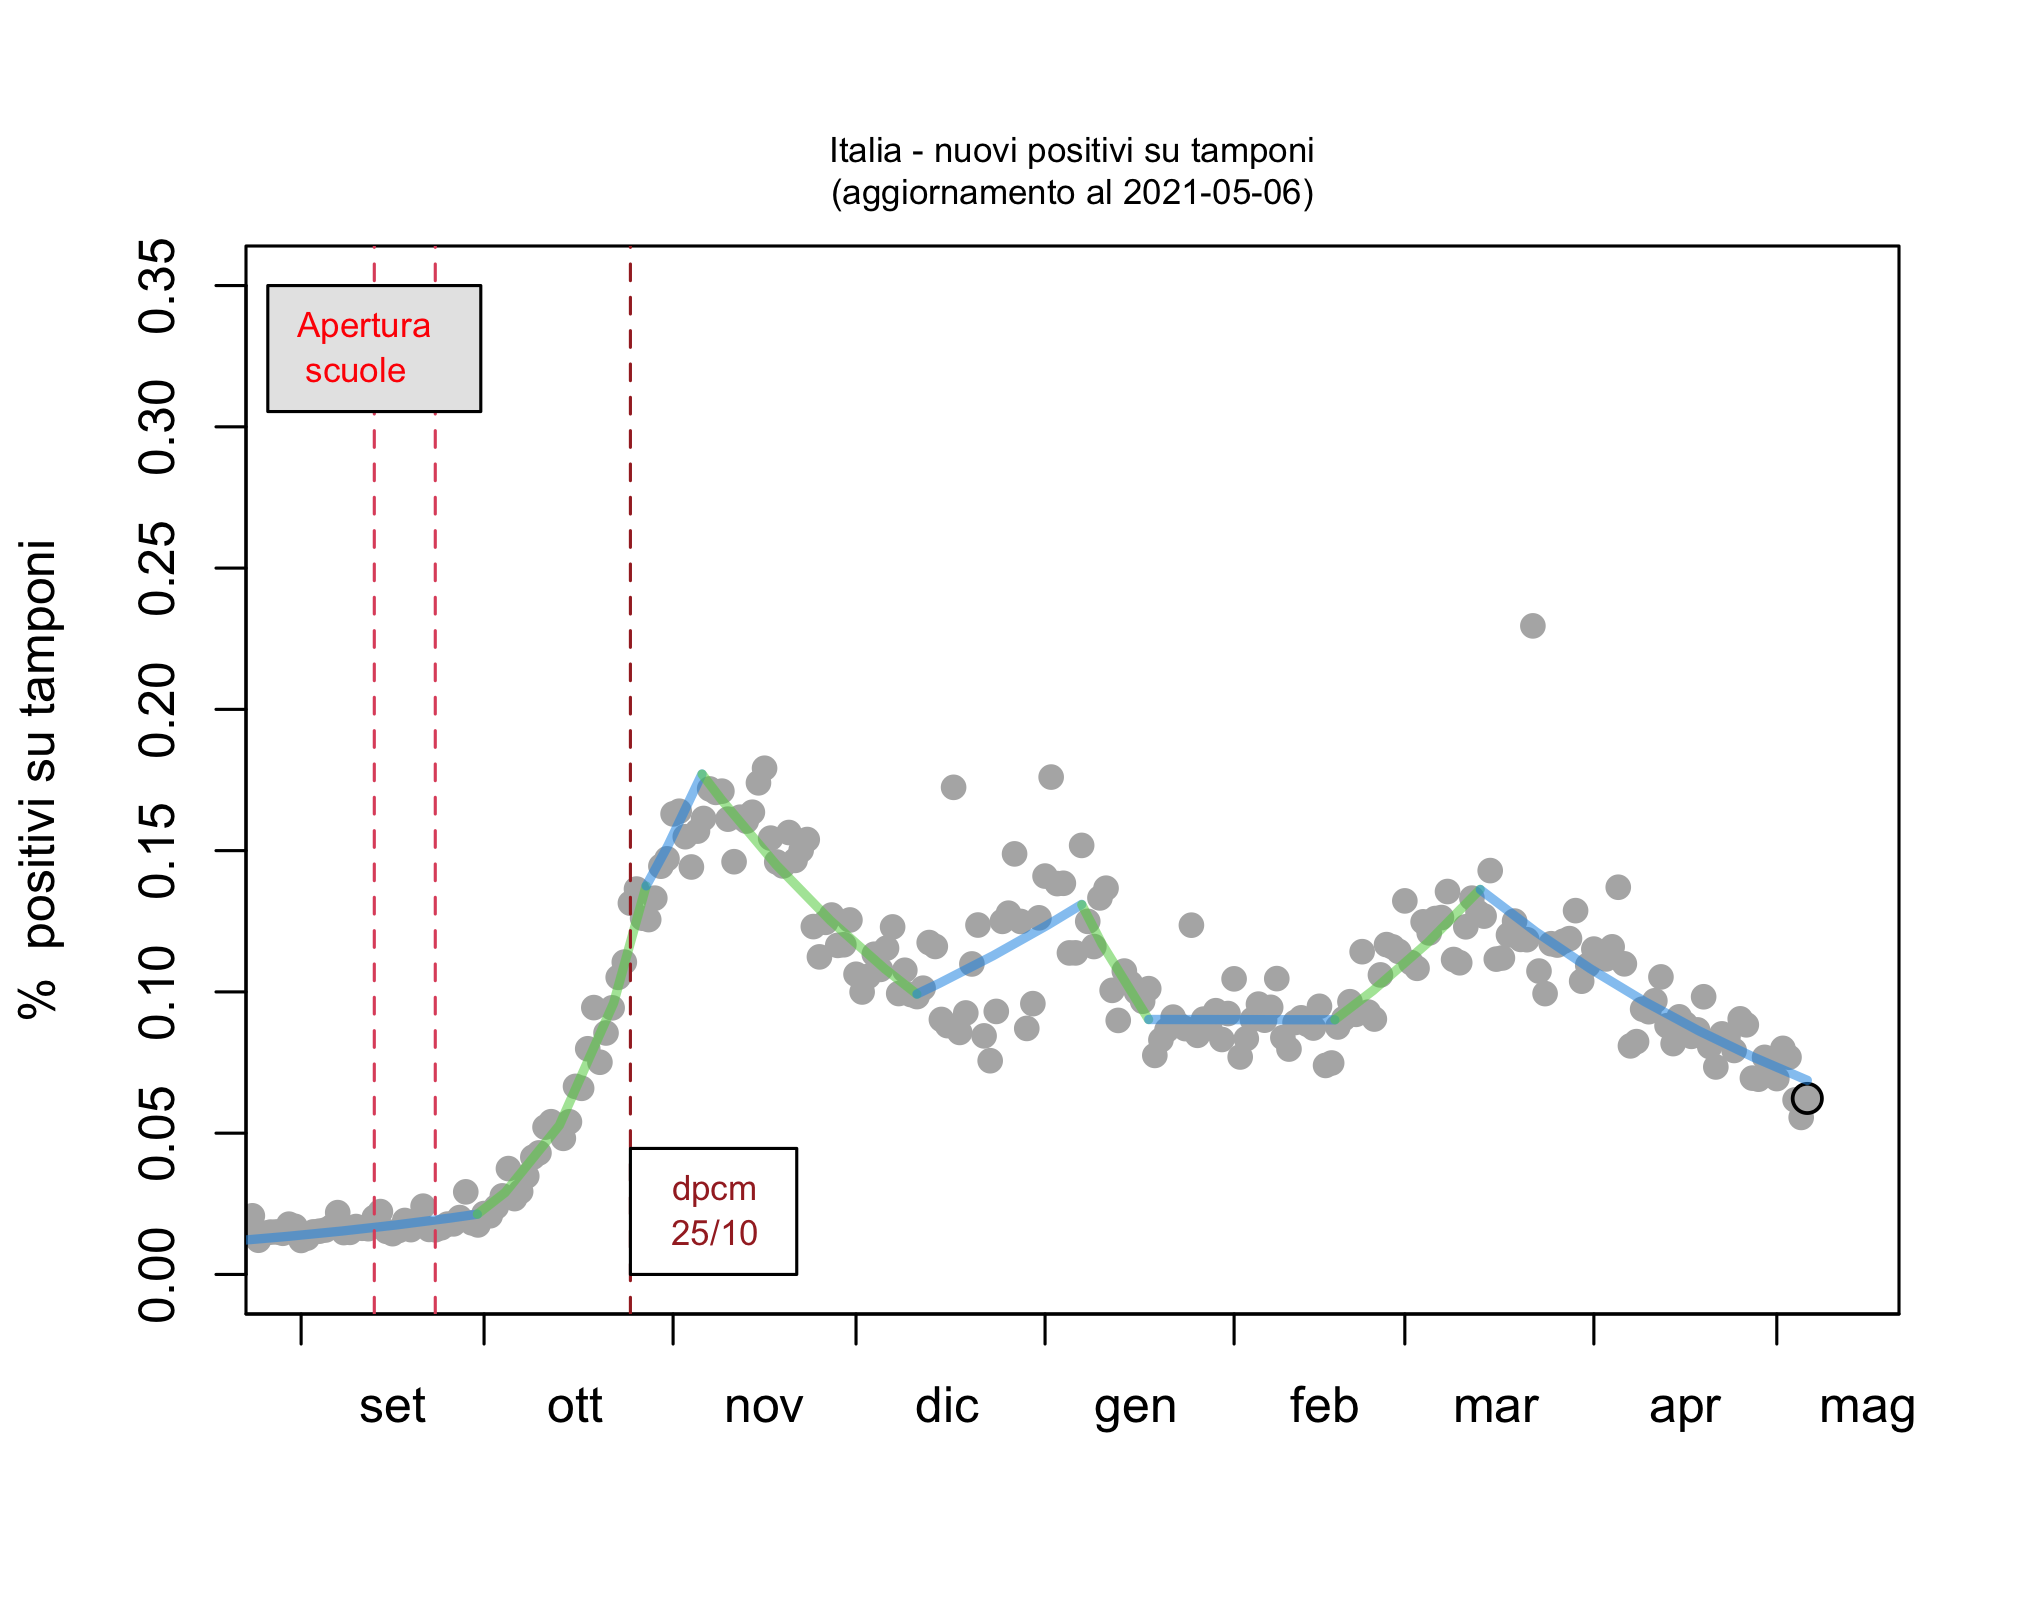 Italia - nuovi positivi su tamponi
(aggiornamento al 2021-05-06)
% positivi su tamponi
0.35
0.30
0.25
0.20
0.15
0.10
0.05
0.00
Apertura
scuole
dpcm
25/10
set ott nov dic gen feb mar apr mag